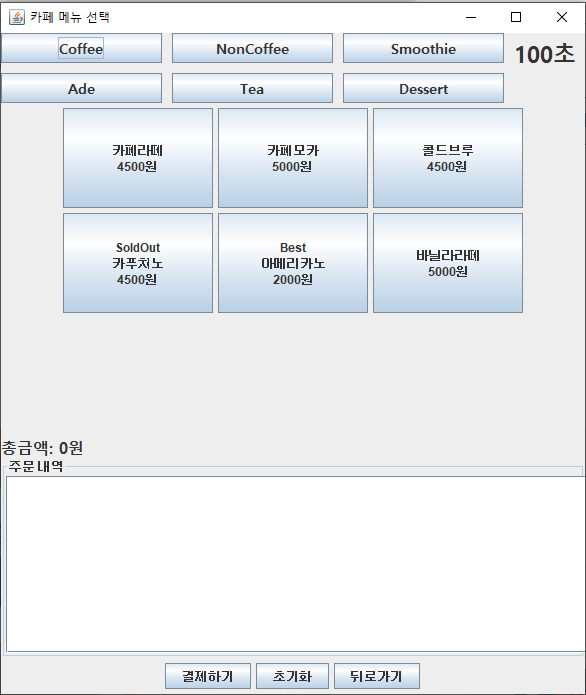 카페 메뉴 선택
Coffee NonCoffee Smoothie 100초
Ade Tea Dessert
카페라떼 카페모카 콜드브루
4500원 5000원 4500원
SoldOut Best
카푸처노 아메리카노 바닐라라떼
4500원 2000원 5000원
총금액: 0원
주문내역
결제하기 초기화 뒤로가기